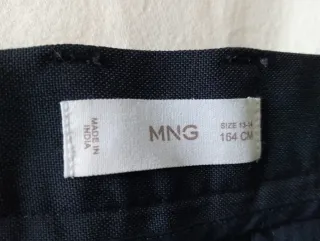 MADE IN
INDIA
MNG
SIZE 13-14
164 CM